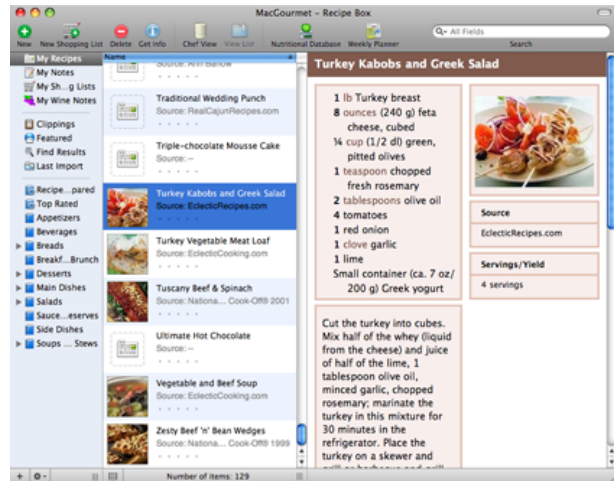 MacGourmet – Recipe Box
New New Shopping List Delete Get Info Chef View View List Nutritional Database Weekly Planner
All Fields
Search
My Recipes
My Notes
My Sh...g Lists
My Wine Notes
Clippings
Featured
Find Results
Last Import
Recipe...pared
Top Rated
Appetizers
Beverages
Breads
Breakf...Brunch
Desserts
Main Dishes
Salads
Sauce...eserves
Side Dishes
Soups ... Stews
Name
Source: Ann Barlow
Traditional Wedding Punch
Source: RealCajunRecipes.com
Triple-chocolate Mousse Cake
Source: --
Turkey Kabobs and Greek Salad
Source: EclecticRecipes.com
Turkey Vegetable Meat Loaf
Source: EclecticCooking.com
Tuscany Beef & Spinach
Source: Nationa... Cook-Off® 2001
Ultimate Hot Chocolate
Source: --
Vegetable and Beef Soup
Source: EclecticCooking.com
Zesty Beef 'n' Bean Wedges
Source: Nationa... Cook-Off® 1999
Number of items: 129
Turkey Kabobs and Greek Salad
1 lb Turkey breast
8 ounces (240 g) feta
cheese, cubed
¼ cup (1/2 dl) green,
pitted olives
1 teaspoon chopped
fresh rosemary
2 tablespoons olive oil
4 tomatoes
1 red onion
1 clove garlic
1 lime
Small container (ca. 7 oz/
200 g) Greek yogurt
Source
EclecticRecipes.com
Servings/Yield
4 servings
Cut the turkey into cubes.
Mix half of the whey (liquid
from the cheese) and juice
of half of the lime, 1
tablespoon olive oil,
minced garlic, chopped
rosemary; marinate the
turkey in this mixture for
30 minutes in the
refrigerator. Place the
turkey on a skewer and
grill or barbecue and grill